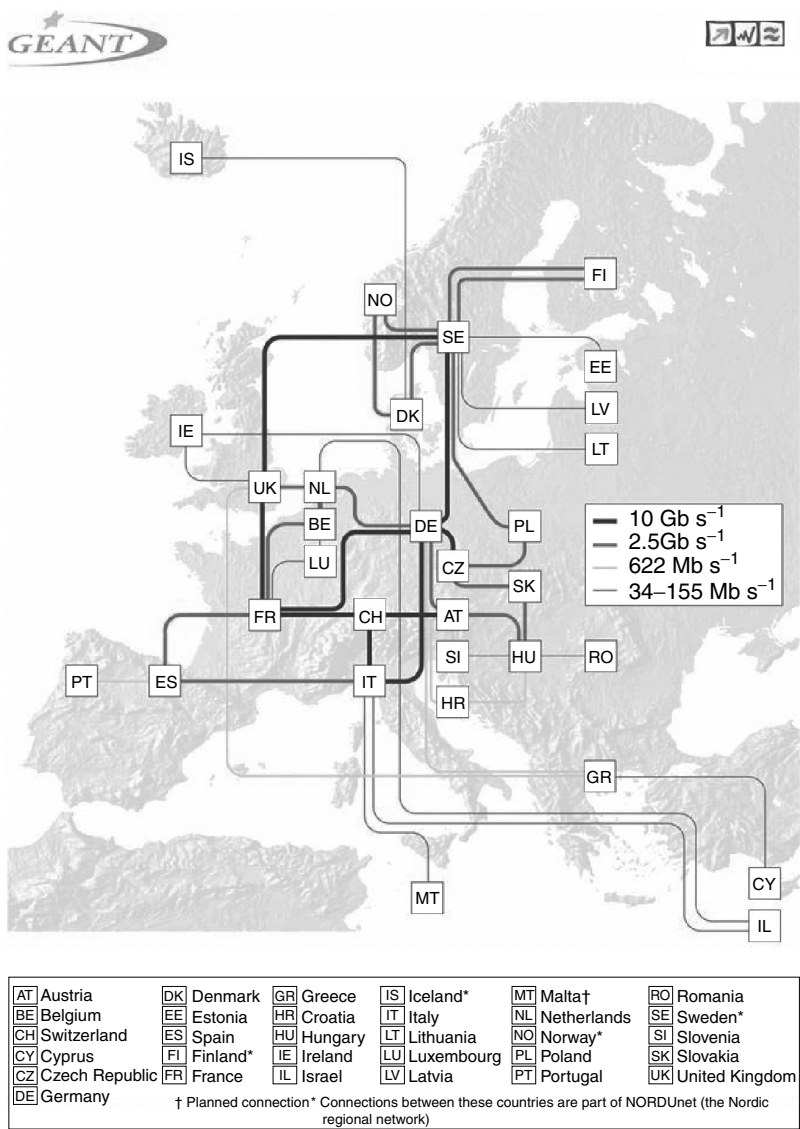 GEANT
IS
FI
NO
SE
EE
DK
LV
IE
LT
UK
NL
BE
DE
PL
10 Gb s⁻¹
2.5Gb s⁻¹
622 Mb s⁻¹
34–155 Mb s⁻¹
LU
CZ
SK
FR
CH
AT
SI
HU
RO
PT
ES
IT
HR
GR
MT
CY
IL
AT Austria
BE Belgium
CH Switzerland
CY Cyprus
CZ Czech Republic
DE Germany
DK Denmark
EE Estonia
ES Spain
FI Finland*
FR France
GR Greece
HR Croatia
HU Hungary
IE Ireland
IL Israel
IS Iceland*
IT Italy
LT Lithuania
LU Luxembourg
LV Latvia
MT Malta†
NL Netherlands
NO Norway*
PL Poland
PT Portugal
RO Romania
SE Sweden*
SI Slovenia
SK Slovakia
UK United Kingdom
† Planned connection* Connections between these countries are part of NORDUnet (the Nordic
regional network)